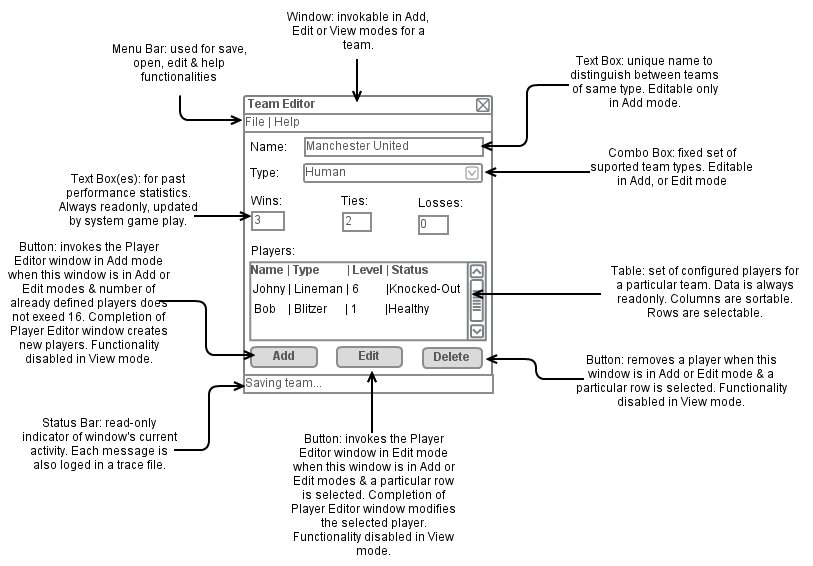 Window: invokable in Add,
Edit or View modes for a
team.
Menu Bar: used for save,
open, edit & help
functionalities
Text Box: unique name to
distinguish between teams
of same type. Editable only
in Add mode.
Team Editor
File | Help
Name:
Manchester United
Combo Box: fixed set of
suported team types. Editable
in Add, or Edit mode
Type:
Human
Text Box(es): for past
performance statistics.
Always readonly, updated
by system game play.
Wins:
Ties:
Losses:
3
2
0
Button: invokes the Player
Editor window in Add mode
when this window is in Add or
Edit modes & number of
already defined players does
not exeed 16. Completion of
Player Editor window creates
new players. Functionality
disabled in View mode.
Players:
Name | Type | Level | Status
Johny | Lineman | 6 |Knocked-Out
Bob | Blitzer | 1 |Healthy
Table: set of configured players for
a particular team. Data is always
readonly. Columns are sortable.
Rows are selectable.
Add
Edit
Delete
Button: removes a player when this
window is in Add or Edit mode & a
particular row is selected. Functionality
disabled in View mode.
Saving team...
Status Bar: read-only
indicator of window's current
activity. Each message is
also loged in a trace file.
Button: invokes the Player
Editor window in Edit mode
when this window is in Add or
Edit modes & a particular row
is selected. Completion of
Player Editor window modifies
the selected player.
Functionality disabled in View
mode.